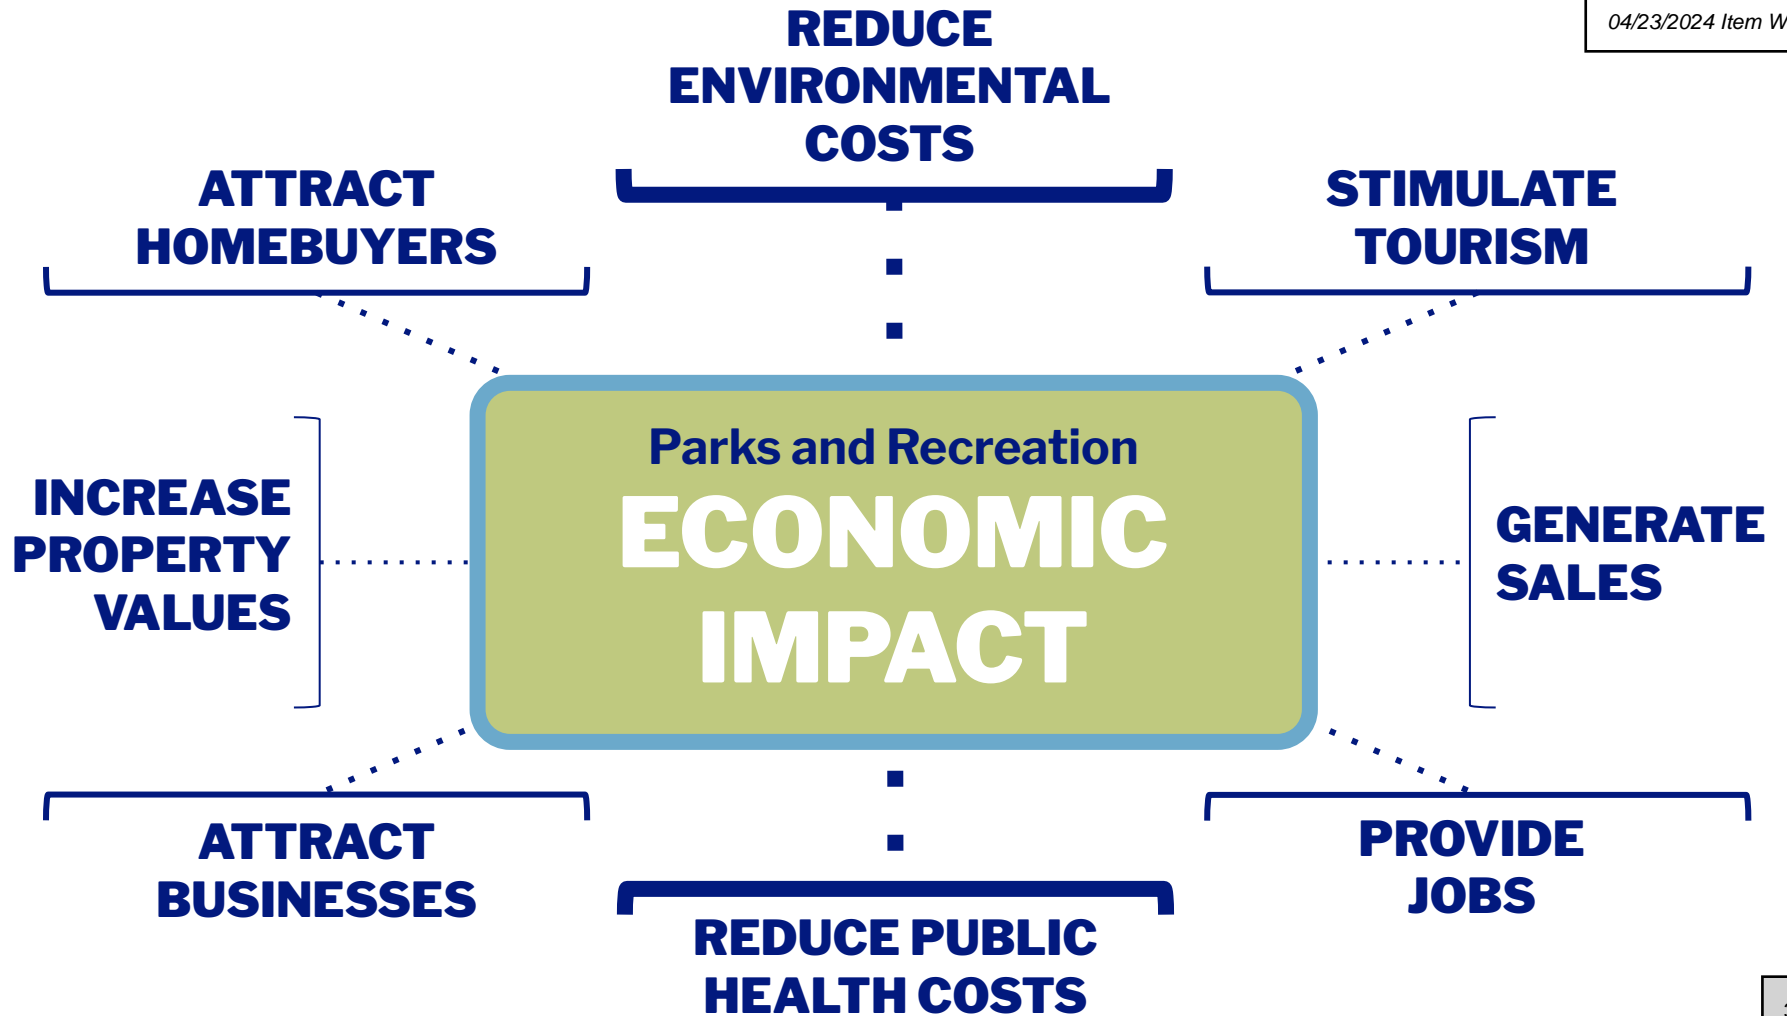 04/23/2024 Item
REDUCE
ENVIRONMENTAL
COSTS
ATTRACT
HOMEBUYERS
STIMULATE
TOURISM
Parks and Recreation
ECONOMIC
IMPACT
INCREASE
PROPERTY
VALUES
GENERATE
SALES
ATTRACT
BUSINESSES
PROVIDE
JOBS
REDUCE PUBLIC
HEALTH COSTS